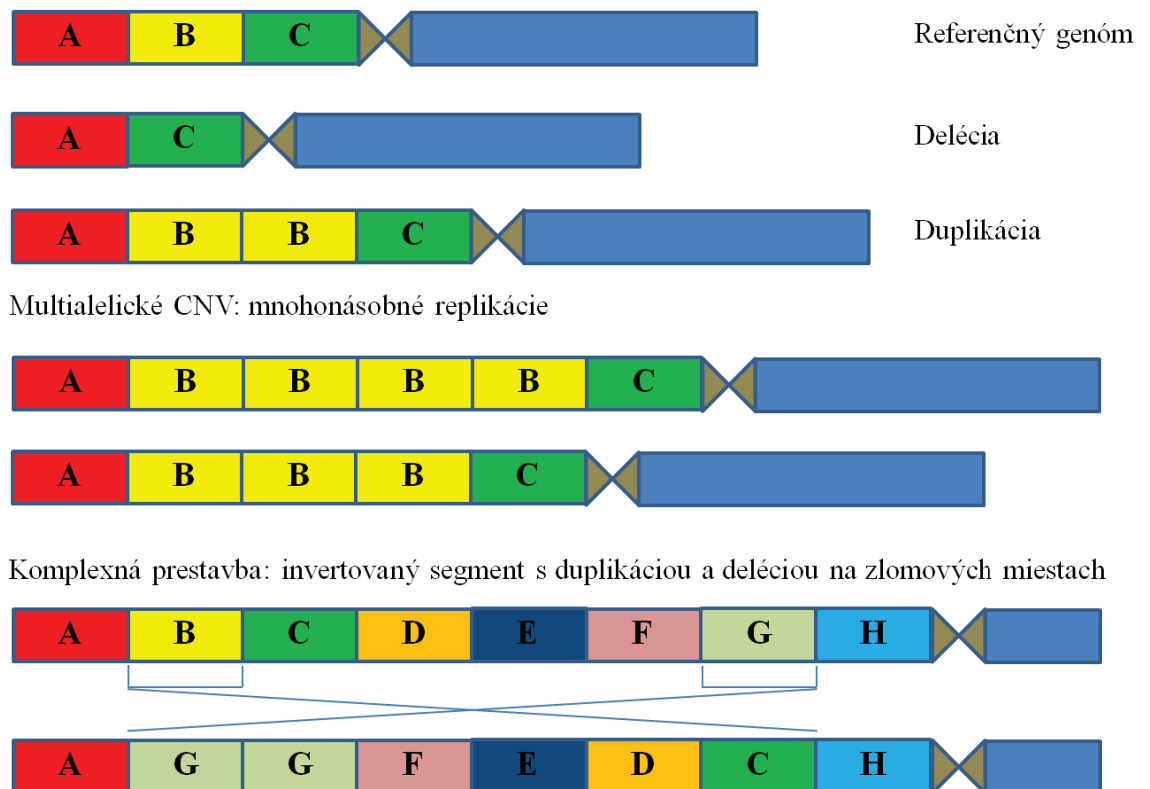 A B C Referenčný genóm
A C Delécia
A B B C Duplikácia
Multialelické CNV: mnohonásobné replikácie
A B B B B C
A B B B C
Komplexná prestavba: invertovaný segment s duplikáciou a deléciou na zlomových miestach
A B C D E F G H
A G G F E D C H